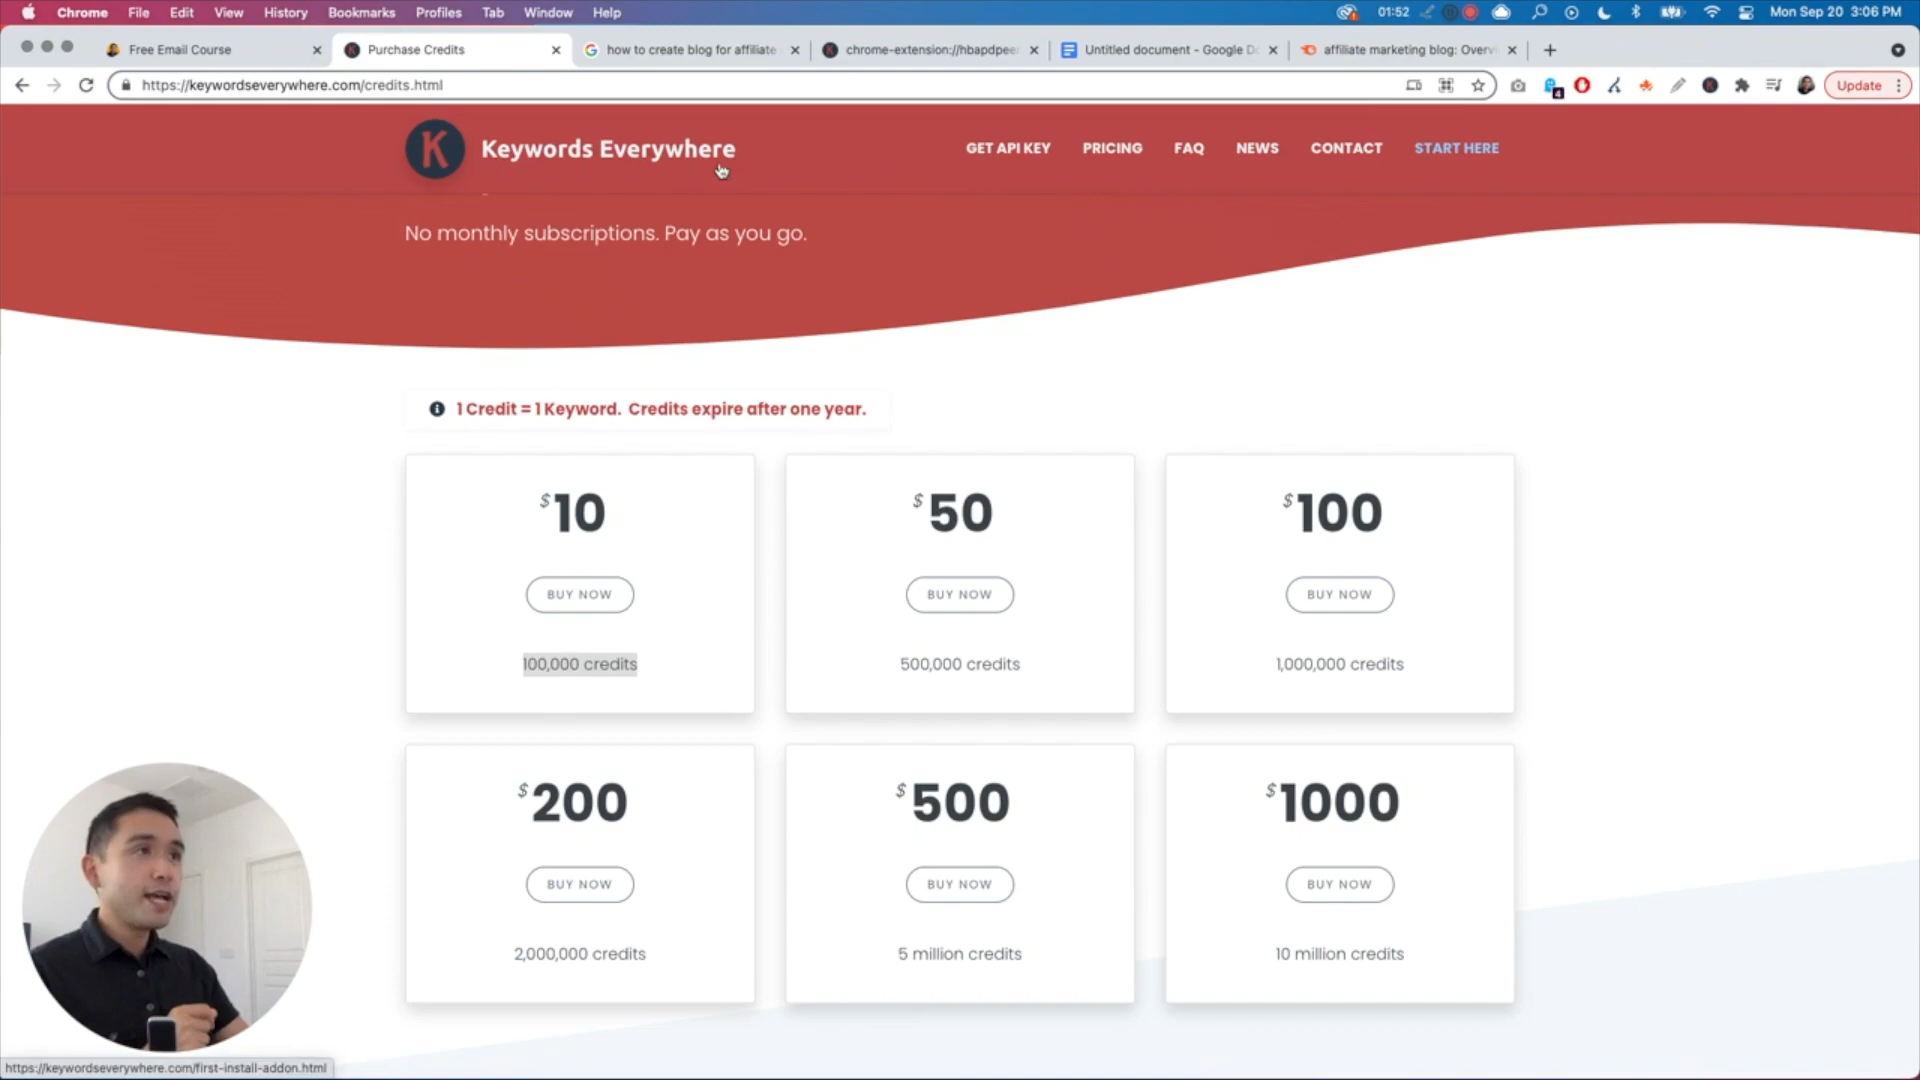 Chrome File Edit View History Bookmarks Profiles Tab Window Help 01:52 Mon Sep 20 3:06 PM
Free Email Course Purchase Credits how to create blog for affiliate chrome-extension://hbapdpeer Untitled document - Google Do affiliate marketing blog: Overvi
https://keywordseverywhere.com/credits.html Update
4
K Keywords Everywhere GET API KEY PRICING FAQ NEWS CONTACT START HERE
No monthly subscriptions. Pay as you go.
1 Credit = 1 Keyword. Credits expire after one year.
$10 $50 $100
BUY NOW BUY NOW BUY NOW
100,000 credits 500,000 credits 1,000,000 credits
$200 $500 $1000
BUY NOW BUY NOW BUY NOW
2,000,000 credits 5 million credits 10 million credits
https://keywordseverywhere.com/first-install-addon.html